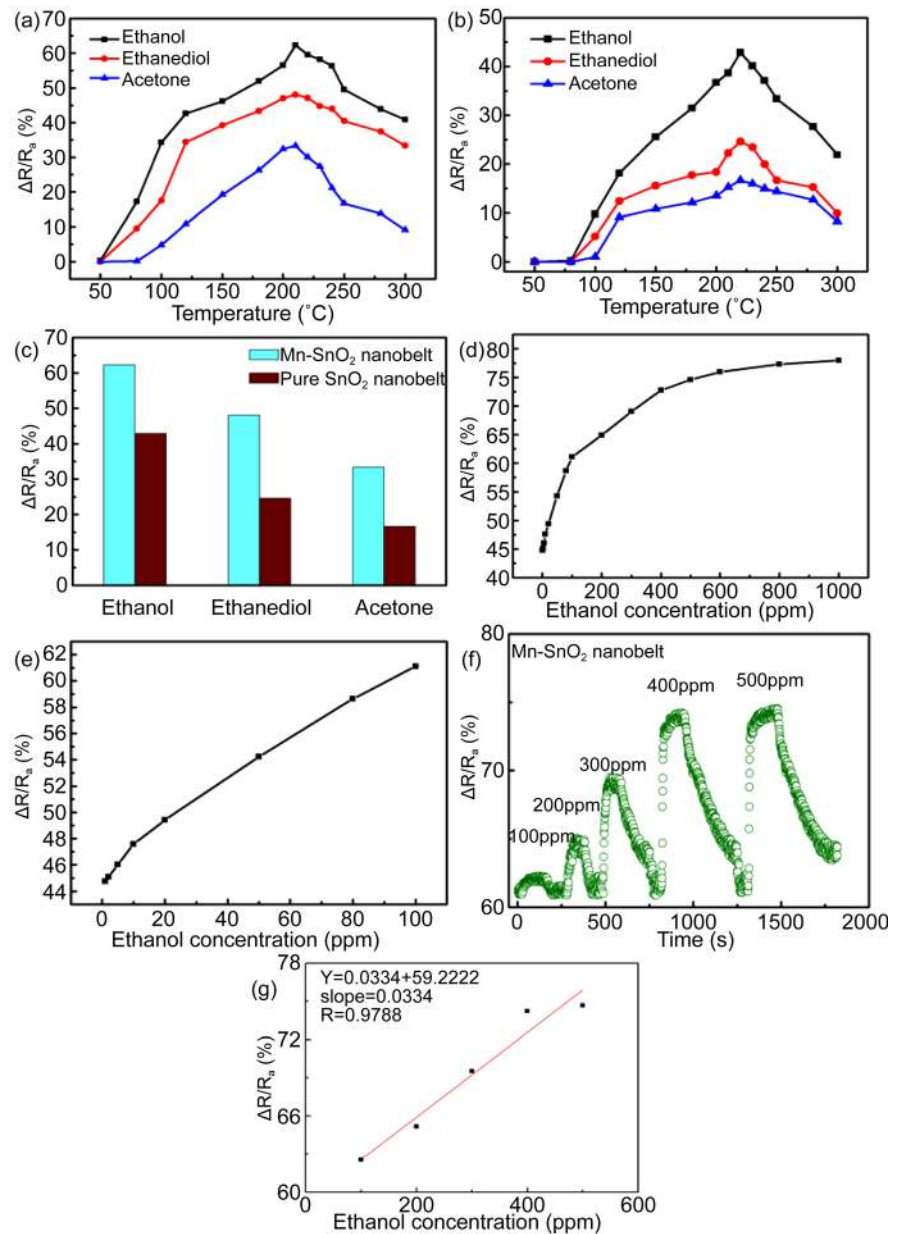 (a)
70
60
50
40
30
20
10
0
ΔR/Rₐ (%)
Ethanol
Ethanediol
Acetone
50 100 150 200 250 300
Temperature (˚C)
(b)
50
40
30
20
10
0
ΔR/Rₐ (%)
Ethanol
Ethanediol
Acetone
50 100 150 200 250 300
Temperature (˚C)
(c)
70
60
50
40
30
20
10
0
ΔR/Rₐ (%)
Mn-SnO₂ nanobelt
Pure SnO₂ nanobelt
Ethanol Ethanediol Acetone
(d)
80
75
70
65
60
55
50
45
40
ΔR/Rₐ (%)
0 200 400 600 800 1000
Ethanol concentration (ppm)
(e)
62
60
58
56
54
52
50
48
46
44
ΔR/Rₐ (%)
0 20 40 60 80 100
Ethanol concentration (ppm)
(f)
80
70
60
ΔR/Rₐ (%)
Mn-SnO₂ nanobelt
100ppm
200ppm
300ppm
400ppm
500ppm
0 500 1000 1500 2000
Time (s)
(g)
78
72
66
60
ΔR/Rₐ (%)
Y=0.0334+59.2222
slope=0.0334
R=0.9788
0 200 400 600
Ethanol concentration (ppm)